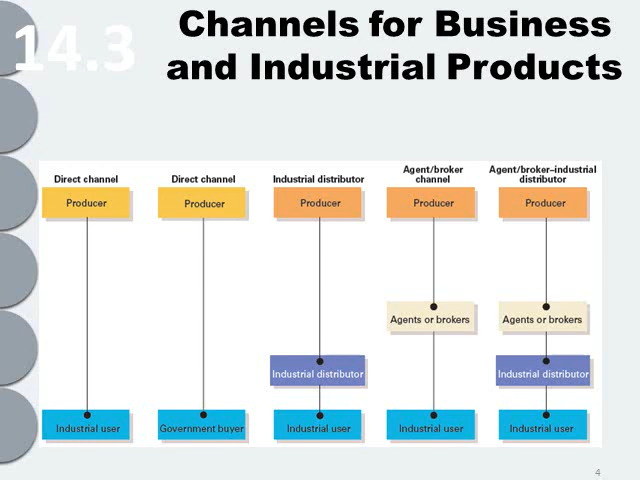 14.3
Channels for Business
and Industrial Products
Direct channel
Direct channel
Industrial distributor
Agent/broker
channel
Agent/broker–industrial
distributor
Producer
Producer
Producer
Producer
Producer
Agents or brokers
Agents or brokers
Industrial distributor
Industrial distributor
Industrial user
Government buyer
Industrial user
Industrial user
Industrial user
4